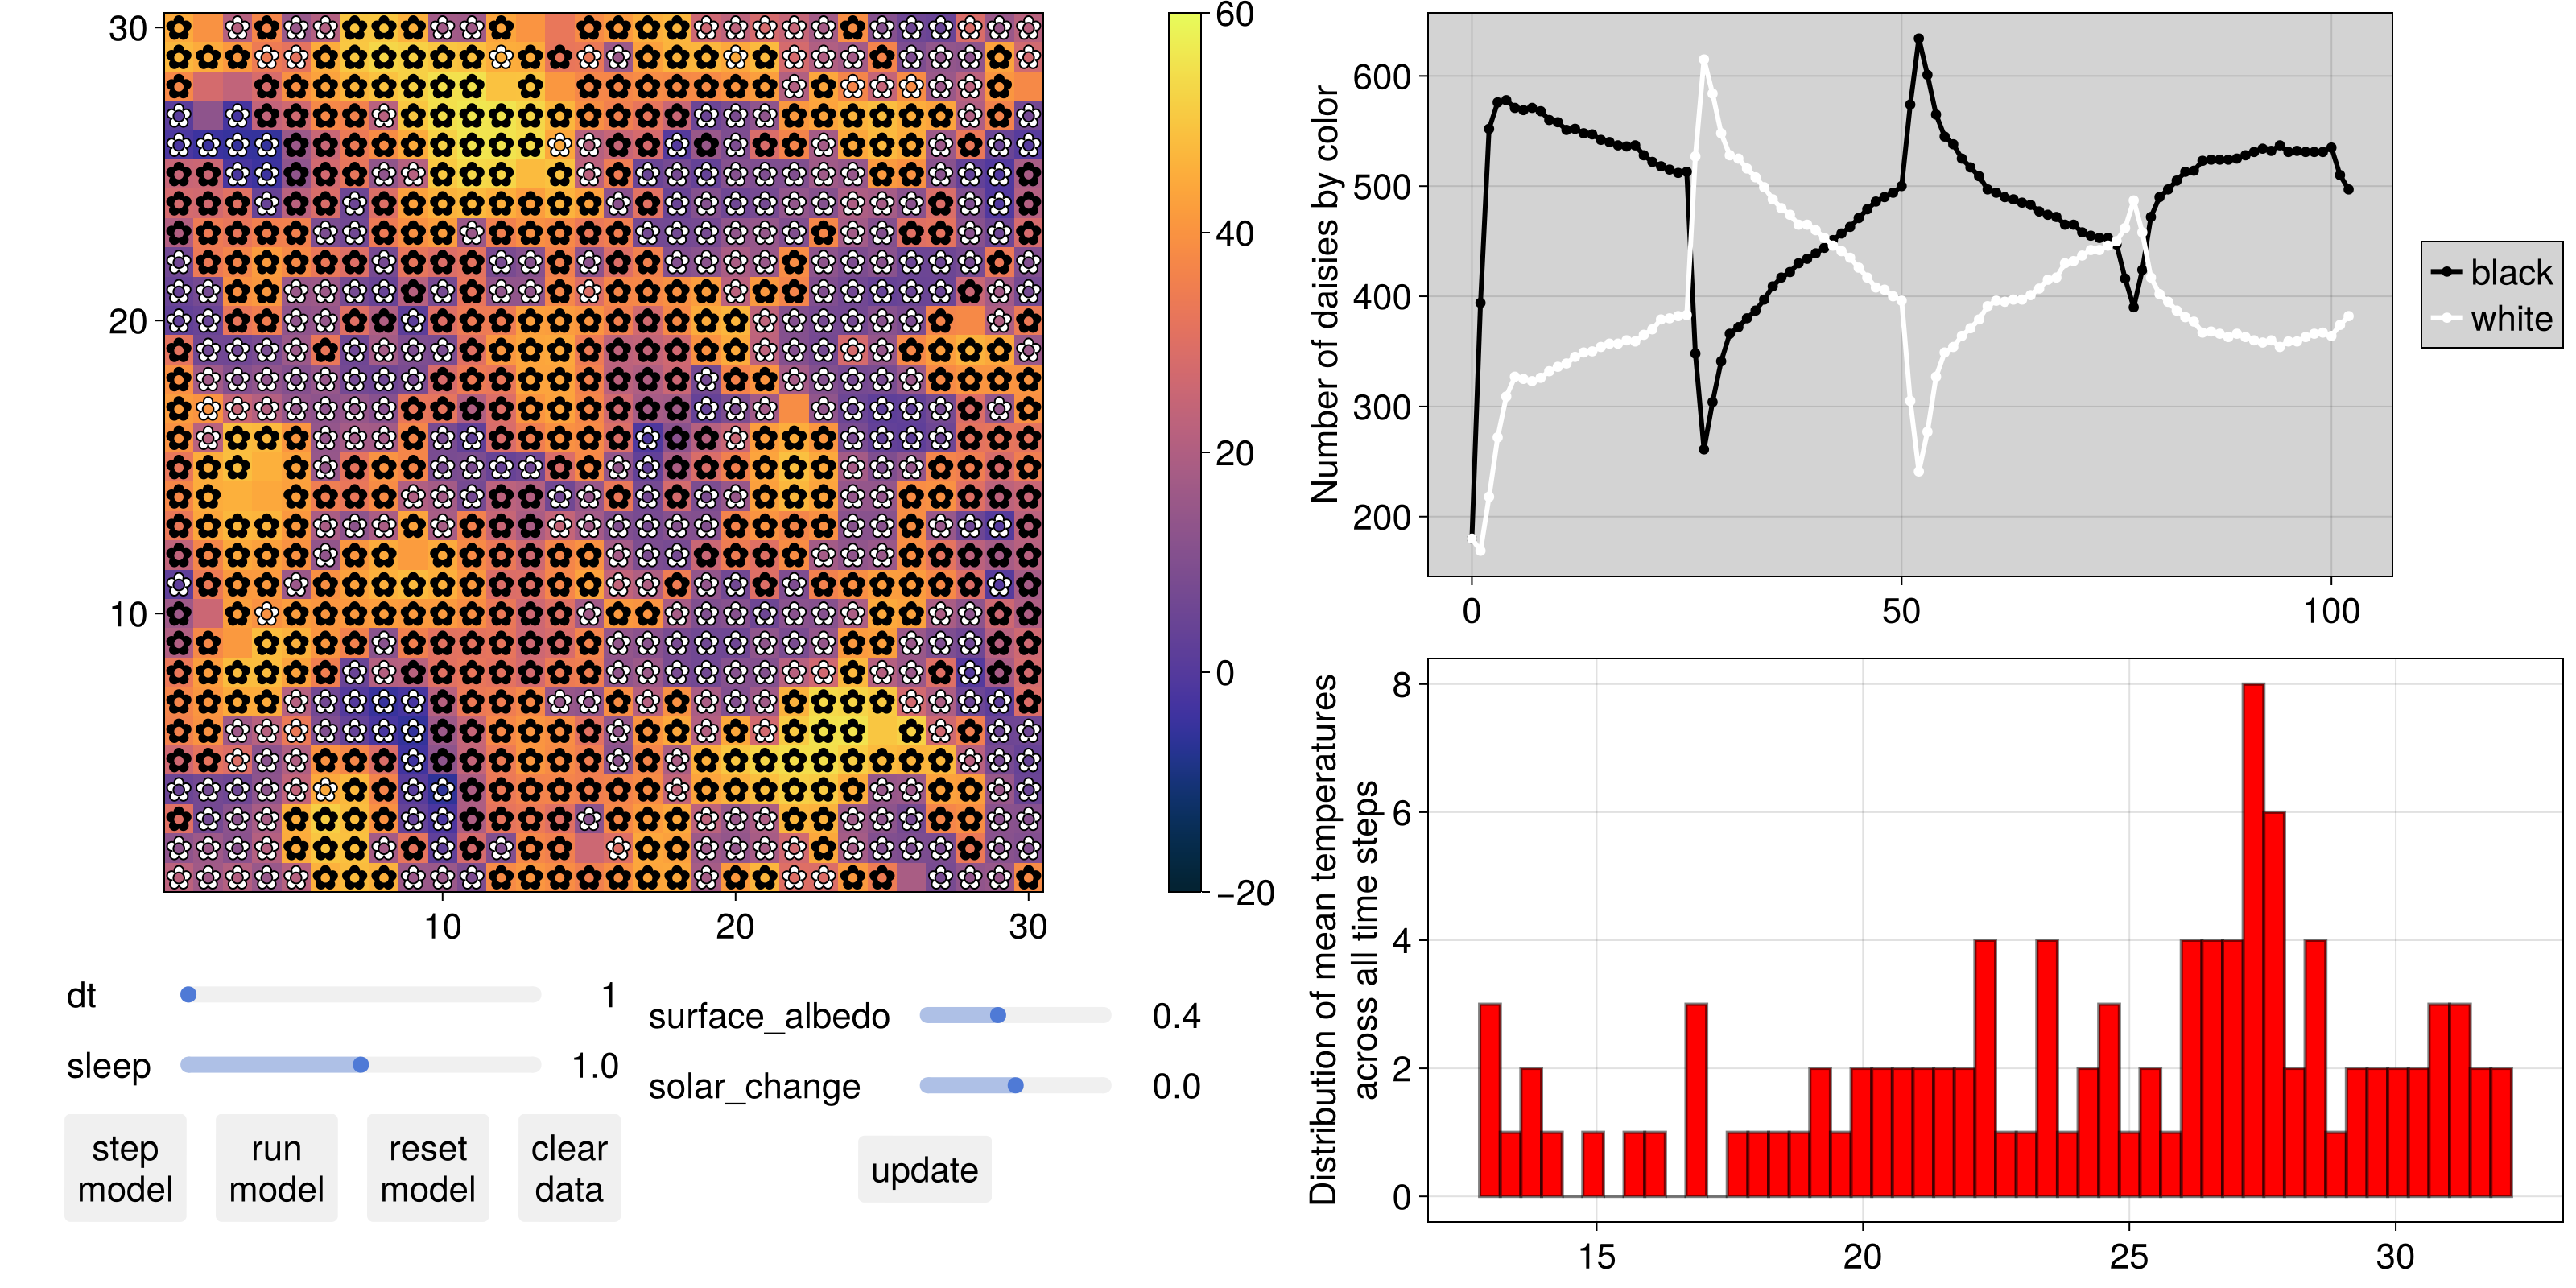 30
20
10
10
20
30
60
40
20
0
−20
Number of daisies by color
600
500
400
300
200
0
50
100
black
white
Distribution of mean temperatures
across all time steps
8
6
4
2
0
15
20
25
30
dt
1
sleep
1.0
surface_albedo
0.4
solar_change
0.0
step
model
run
model
reset
model
clear
data
update